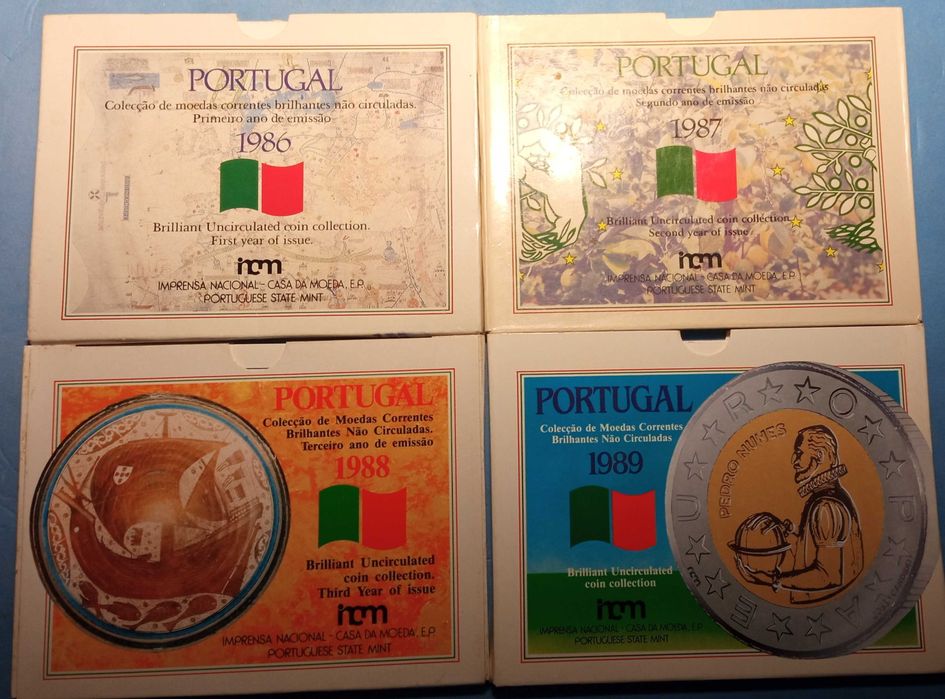 PORTUGAL
Colecção de moedas correntes brilhantes não circuladas.
Primeiro ano de emissão
1986
Brilliant Uncirculated coin collection.
First year of issue.
incm
IMPRENSA NACIONAL - CASA DA MOEDA, E.P.
PORTUGUESE STATE MINT
PORTUGAL
Colecção de moedas correntes brilhantes não circuladas
Segundo ano de emissão
1987
Brilliant Uncirculated coin collection.
Second year of issue
incm
IMPRENSA NACIONAL - CASA DA MOEDA, E.P.
PORTUGUESE STATE MINT
PORTUGAL
Colecção de Moedas Correntes
Brilhantes Não Circuladas.
Terceiro ano de emissão
1988
Brilliant Uncirculated
coin collection.
Third Year of issue
incm
IMPRENSA NACIONAL - CASA DA MOEDA, E.P.
PORTUGUESE STATE MINT
PORTUGAL
Colecção de Moedas Correntes
Brilhantes Não Circuladas
1989
Brilliant Uncirculated
coin collection
incm
IMPRENSA NACIONAL - CASA DA MOEDA, E.P.
PORTUGUESE STATE MINT
EUROPA
PEDRO NUNES
incm